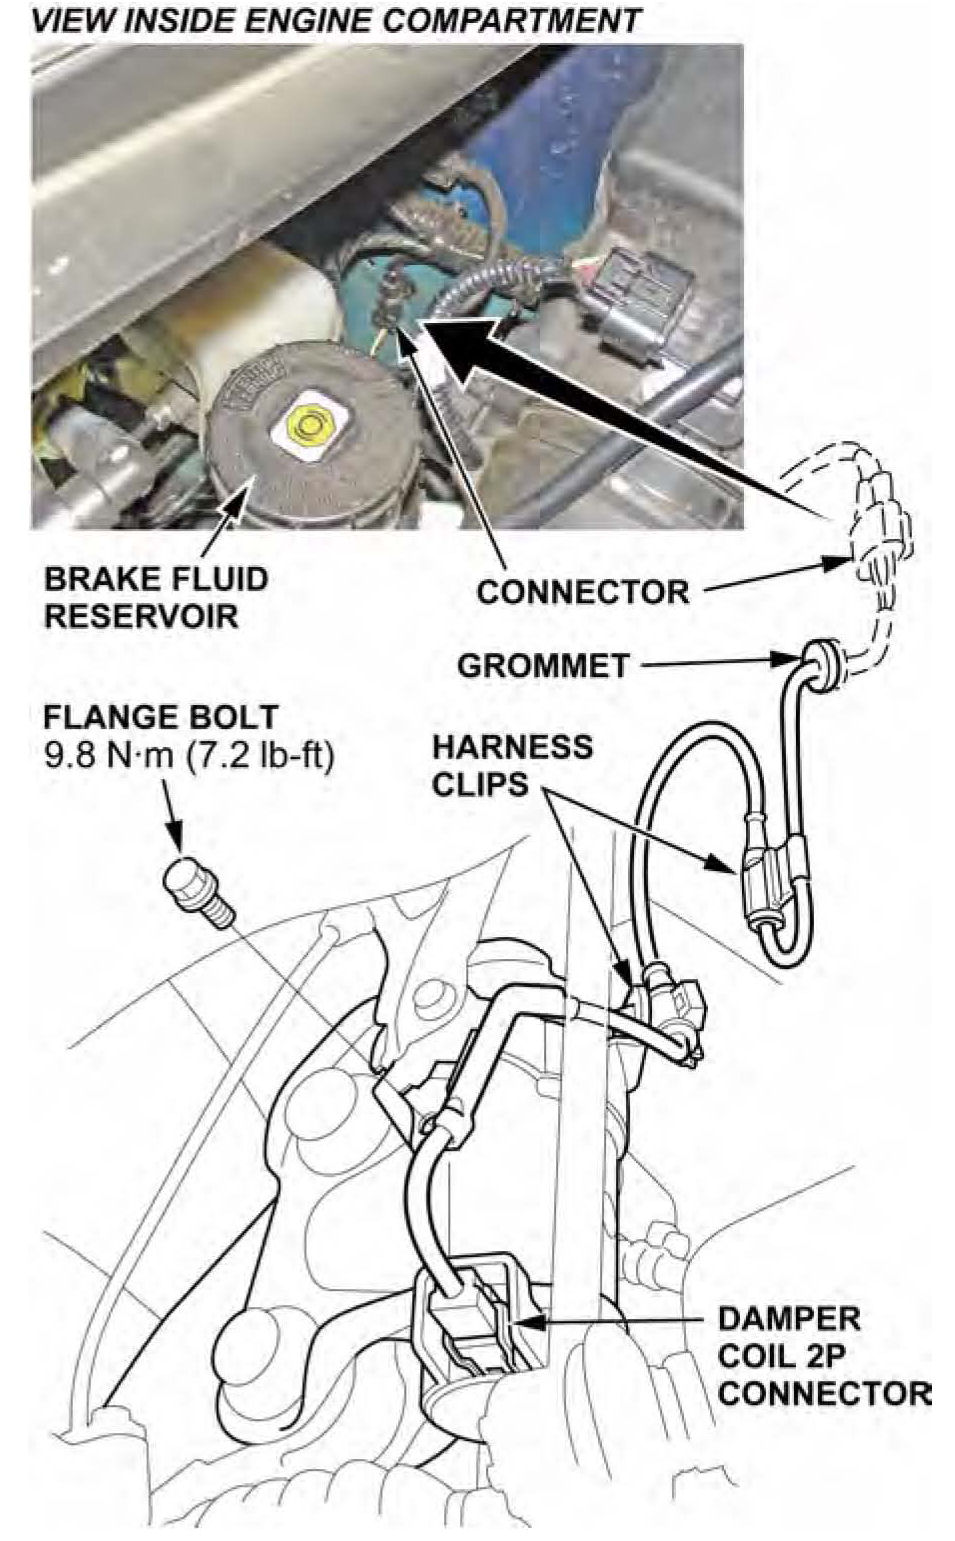 VIEW INSIDE ENGINE COMPARTMENT
BRAKE FLUID
RESERVOIR
CONNECTOR
GROMMET
FLANGE BOLT
9.8 N·m (7.2 lb-ft)
HARNESS
CLIPS
DAMPER
COIL 2P
CONNECTOR